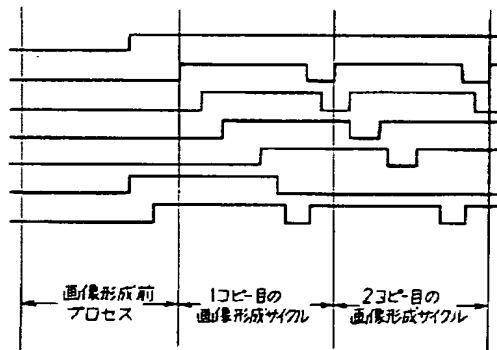 画像形成前
プロセス
1コピー目の
画像形成サイクル
2コピー目の
画像形成サイクル